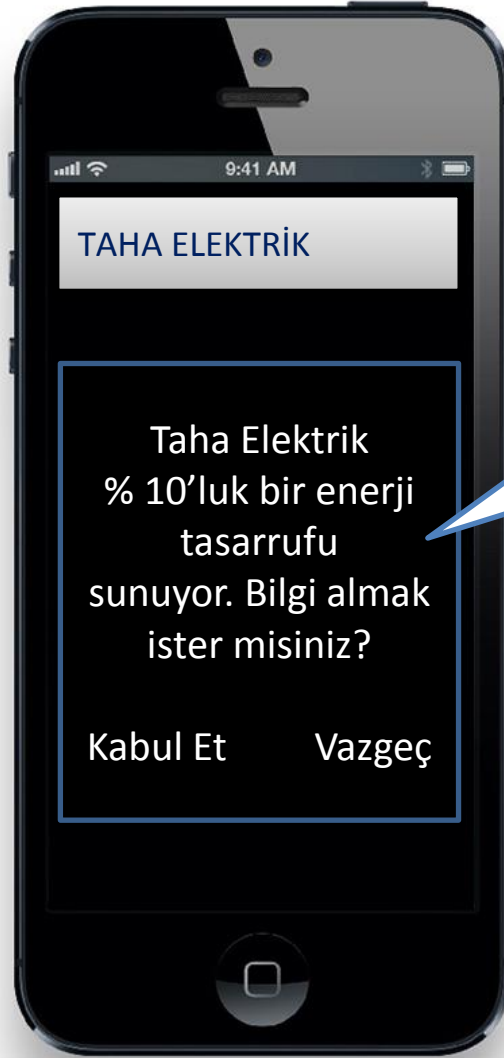 9:41 AM
TAHA ELEKTRİK
Taha Elektrik
% 10’luk bir enerji
tasarrufu
sunuyor. Bilgi almak
ister misiniz?
Kabul Et Vazgeç